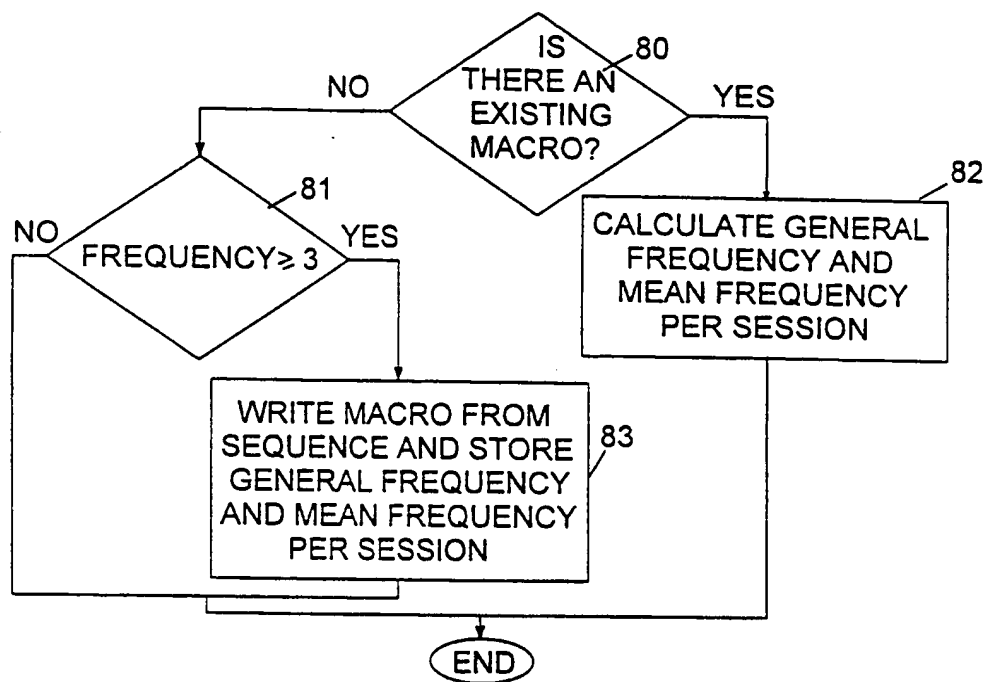 IS
THERE AN
EXISTING
MACRO?
80
NO
YES
81
NO
FREQUENCY ≥ 3
YES
82
CALCULATE GENERAL
FREQUENCY AND
MEAN FREQUENCY
PER SESSION
WRITE MACRO FROM
SEQUENCE AND STORE
GENERAL FREQUENCY
AND MEAN FREQUENCY
PER SESSION
83
END